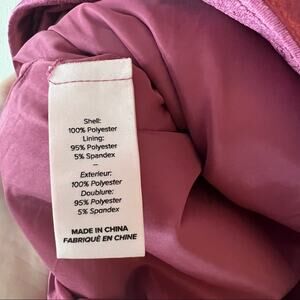 Shell:
100% Polyester
Lining:
95% Polyester
5% Spandex
–
Exterieur:
100% Polyester
Doublure:
95% Polyester
5% Spandex
MADE IN CHINA
FABRIQUÉ EN CHINE